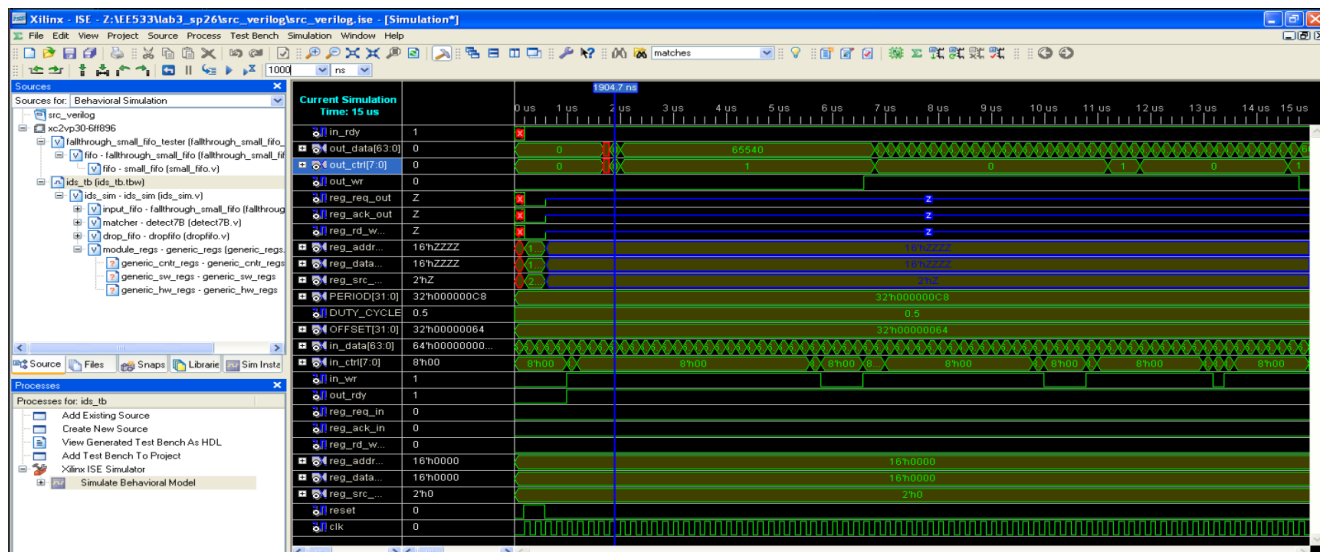 Xilinx - ISE - Z:\EE533\lab3_sp26\src_verilog\src_verilog.ise - [Simulation*]
File Edit View Project Source Process Test Bench Simulation Window Help
matches
1000 ns
Sources
Sources for: Behavioral Simulation
src_verilog
xc2vp30-6ff896
fallthrough_small_fifo_tester (fallthrough_small_fifo_
fifo - fallthrough_small_fifo (fallthrough_small_fif
fifo - small_fifo (small_fifo.v)
ids_tb (ids_tb.tbw)
ids_sim - ids_sim (ids_sim.v)
input_fifo - fallthrough_small_fifo (fallthroug
matcher - detect7B (detect7B.v)
drop_fifo - dropfifo (dropfifo.v)
module_regs - generic_regs (generic_regs.
generic_cntr_regs - generic_cntr_regs
generic_sw_regs - generic_sw_regs
generic_hw_regs - generic_hw_regs
Source Files Snaps Librarie Sim Insta
Processes
Processes for: ids_tb
Add Existing Source
Create New Source
View Generated Test Bench As HDL
Add Test Bench To Project
Xilinx ISE Simulator
Simulate Behavioral Model
1904.7 ns
Current Simulation
Time: 15 us
0 us 1 us 2 us 3 us 4 us 5 us 6 us 7 us 8 us 9 us 10 us 11 us 12 us 13 us 14 us 15 us
in_rdy 1
out_data[63:0] 0 0 65540
out_ctrl[7:0] 0 0 1 0 1 0 1
out_wr 0
reg_req_out Z Z
reg_ack_out Z
reg_rd_w... Z Z
reg_addr... 16'hZZZZ 1... 16'hZZZZ
reg_data... 16'hZZZZ 1... 16'hZZZZ
reg_src_... 2'hZ 2... 2'hZ
PERIOD[31:0] 32'h000000C8 32'h000000C8
DUTY_CYCLE 0.5 0.5
OFFSET[31:0] 32'h00000064 32'h00000064
in_data[63:0] 64'h00000000...
in_ctrl[7:0] 8'h00 8'h00 8'h00 8'h00 8... 8'h00 8'h00 8'h00 8'h00
in_wr 1
out_rdy 1
reg_req_in 0
reg_ack_in 0
reg_rd_w... 0
reg_addr... 16'h0000 16'h0000
reg_data... 16'h0000 16'h0000
reg_src_... 2'h0 2'h0
reset 0
clk 0